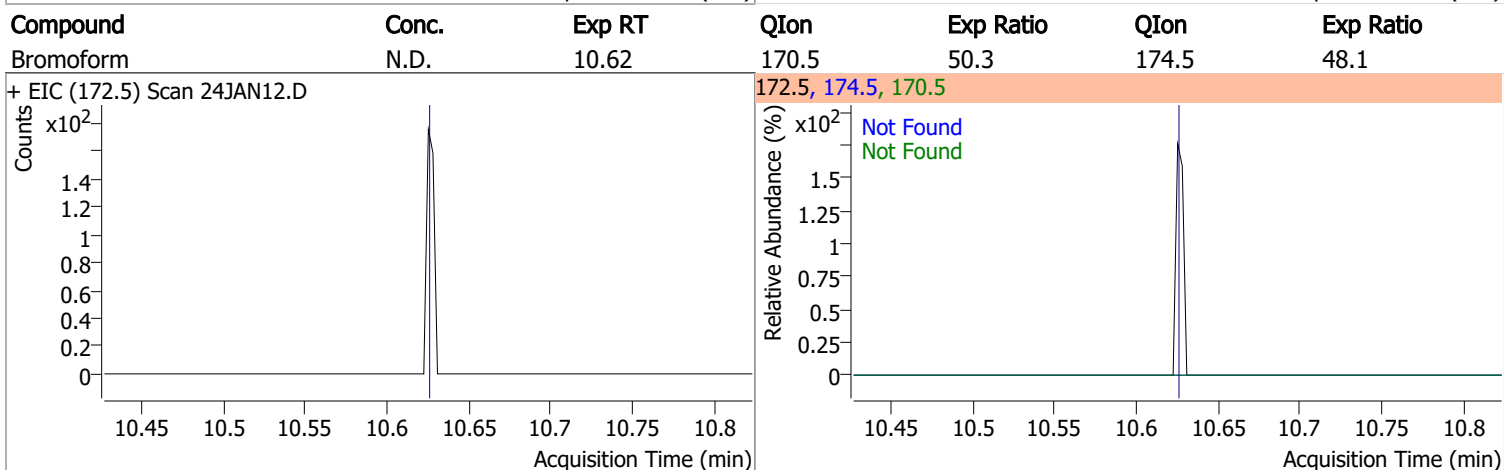 Compound Conc. Exp RT QIon Exp Ratio QIon Exp Ratio
Bromoform N.D. 10.62 170.5 50.3 174.5 48.1
+ EIC (172.5) Scan 24JAN12.D
Counts
x10²
1.4
1.2
1
0.8
0.6
0.4
0.2
0
10.45 10.5 10.55 10.6 10.65 10.7 10.75 10.8
Acquisition Time (min)
172.5, 174.5, 170.5
Relative Abundance (%)
x10²
Not Found
Not Found
1.5
1.25
1
0.75
0.5
0.25
0
10.45 10.5 10.55 10.6 10.65 10.7 10.75 10.8
Acquisition Time (min)